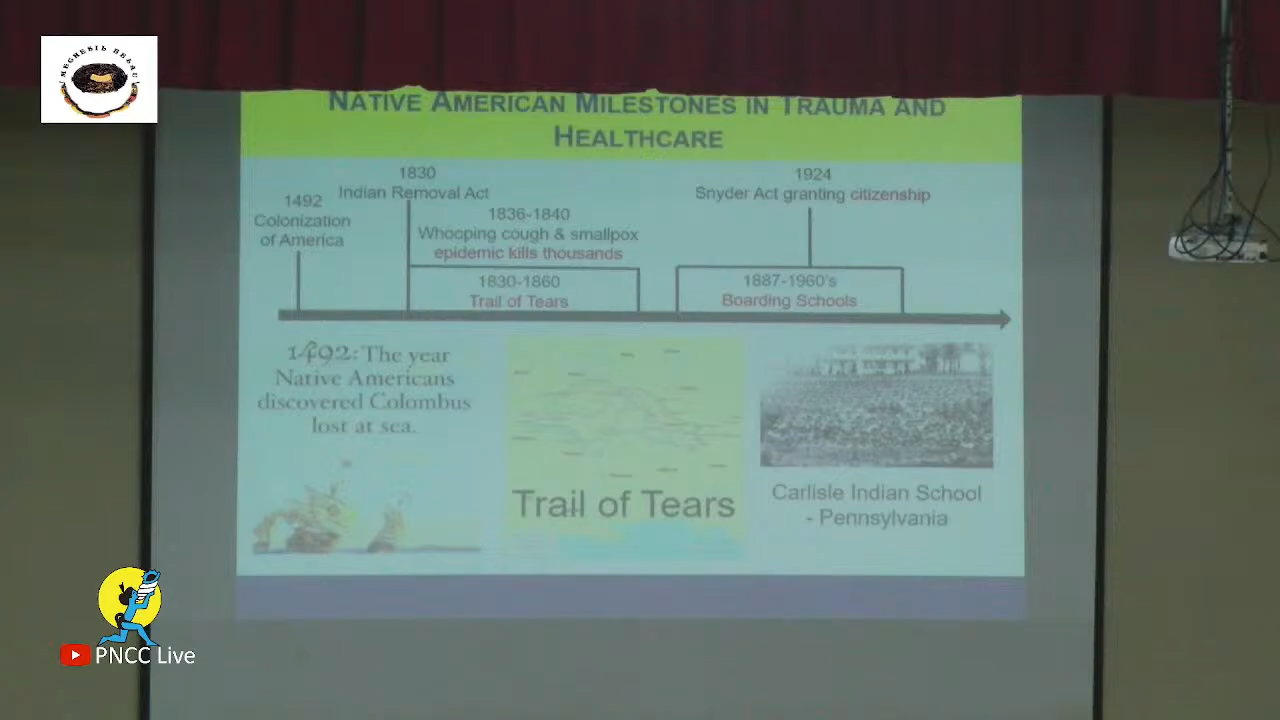 NATIVE AMERICAN MILESTONES IN TRAUMA AND
HEALTHCARE
1830
Indian Removal Act
1924
Snyder Act granting citizenship
1492
Colonization
of America
1836-1840
Whooping cough & smallpox
epidemic kills thousands
1830-1860
Trail of Tears
1887-1960's
Boarding Schools
1492: The year
Native Americans
discovered Colombus
lost at sea.
Trail of Tears
Carlisle Indian School
- Pennsylvania
PNCC Live